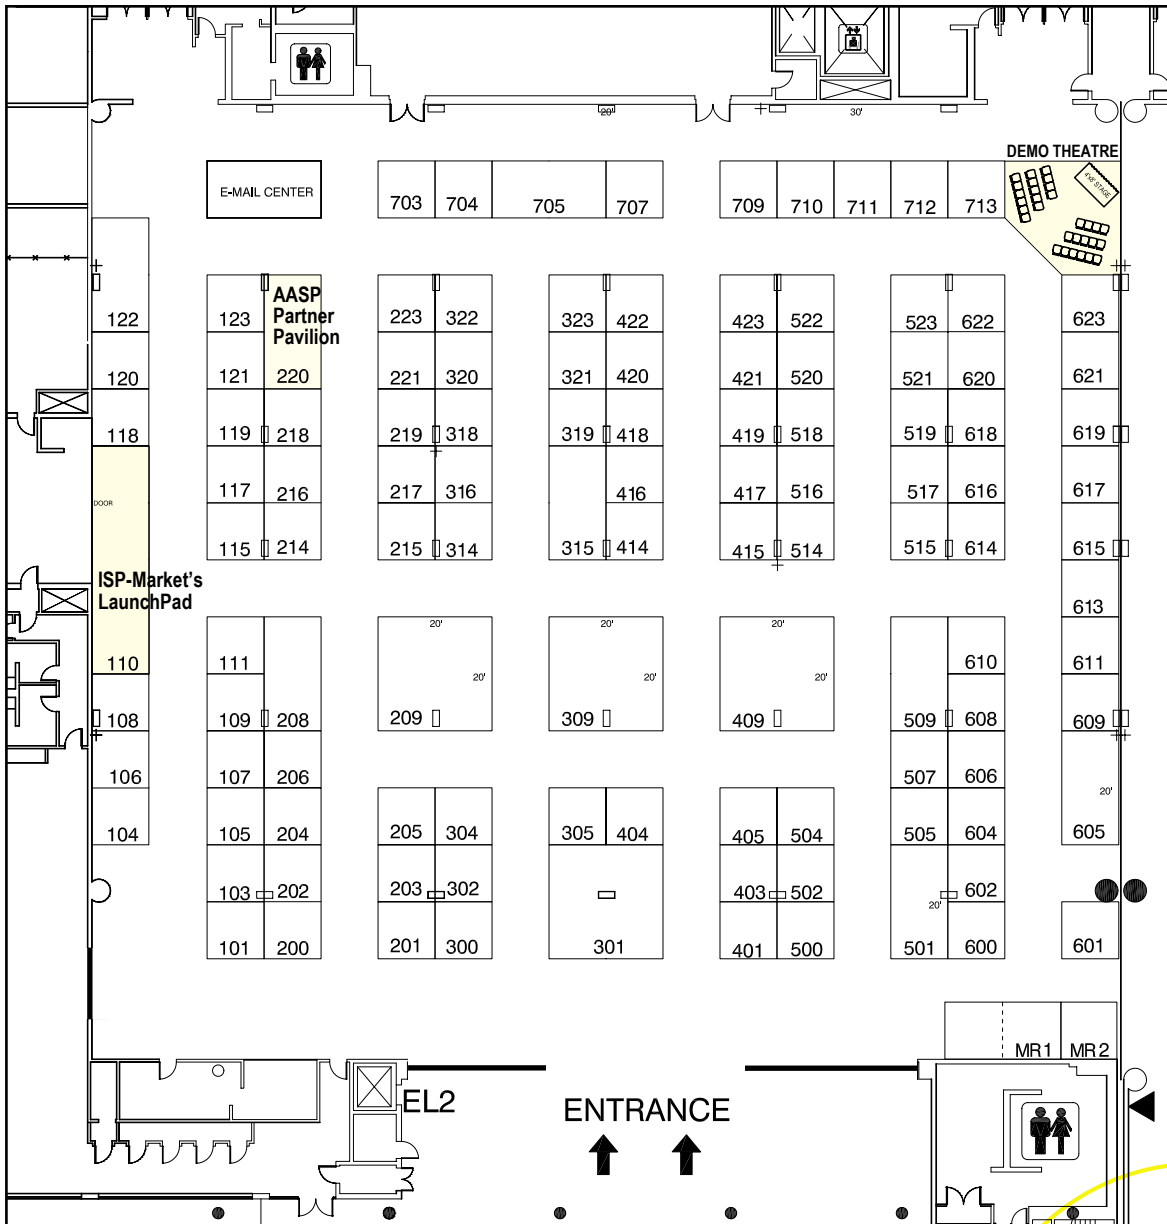 20'
30'
DEMO THEATRE
4'x8' STAGE
E-MAIL CENTER
703 704 705 707 709 710 711 712 713
AASP
Partner
Pavilion
122 123 223 322 323 422 423 522 523 622 623
120 121 220 221 320 321 420 421 520 521 620 621
118 119 218 219 318 319 418 419 518 519 618 619
DOOR
117 216 217 316 416 417 516 517 616 617
115 214 215 314 315 414 415 514 515 614 615
ISP-Market's
LaunchPad
613
20' 20' 20'
110 111 610 611
20' 20' 20'
108 109 208 209 309 409 509 608 609
106 107 206 507 606
20'
104 105 204 205 304 305 404 405 504 505 604 605
103 202 203 302 403 502 602
20'
101 200 201 300 301 401 500 501 600 601
MR1 MR2
EL2
ENTRANCE